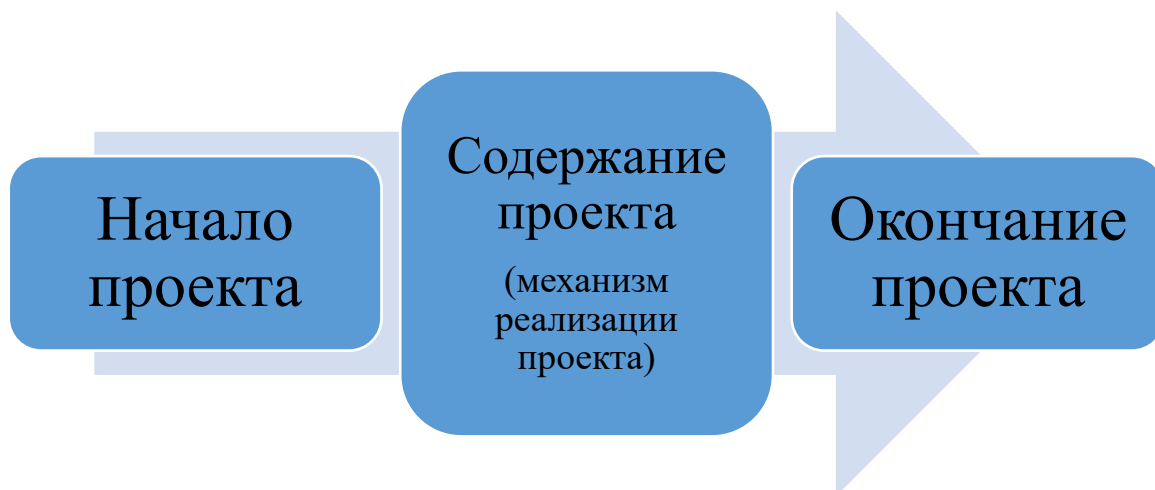 Начало
проекта
Содержание
проекта
(механизм
реализации
проекта)
Окончание
проекта